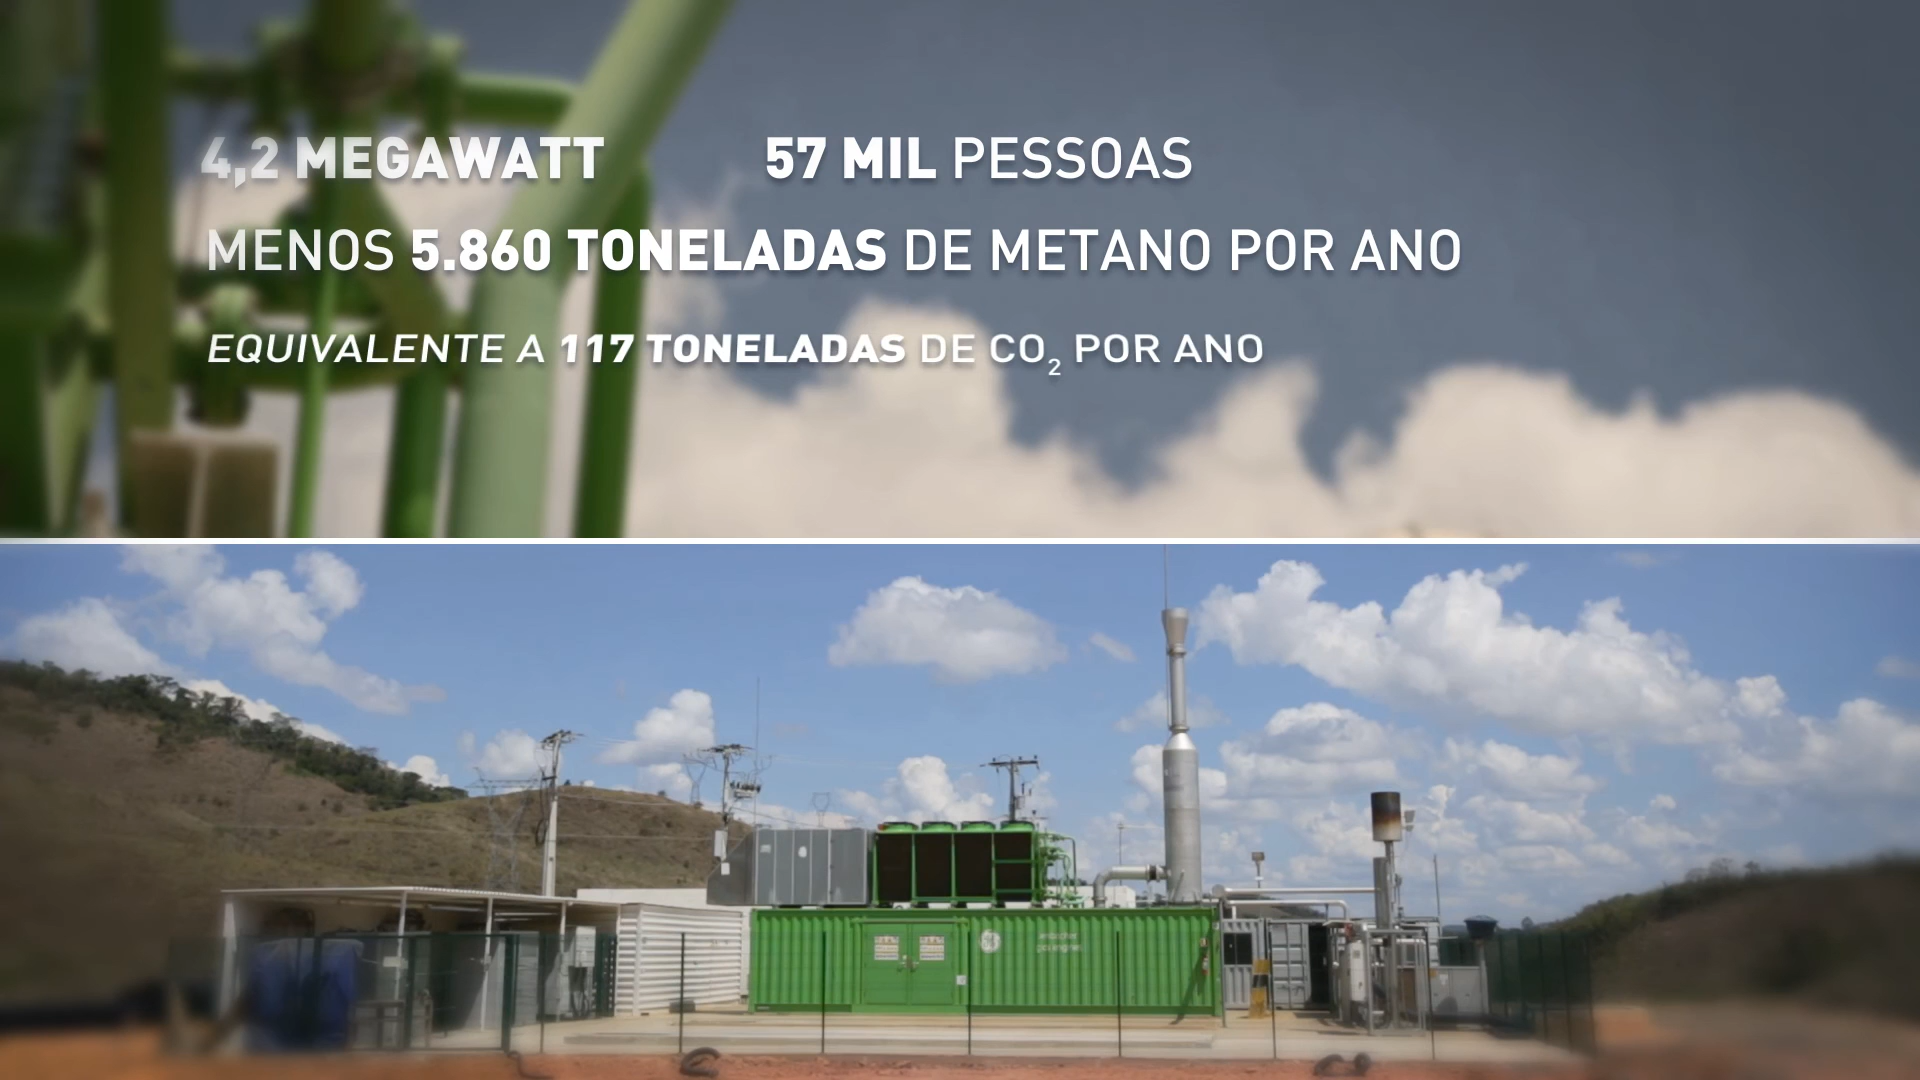 4,2 MEGAWATT 57 MIL PESSOAS
MENOS 5.860 TONELADAS DE METANO POR ANO
EQUIVALENTE A 117 TONELADAS DE CO₂ POR ANO